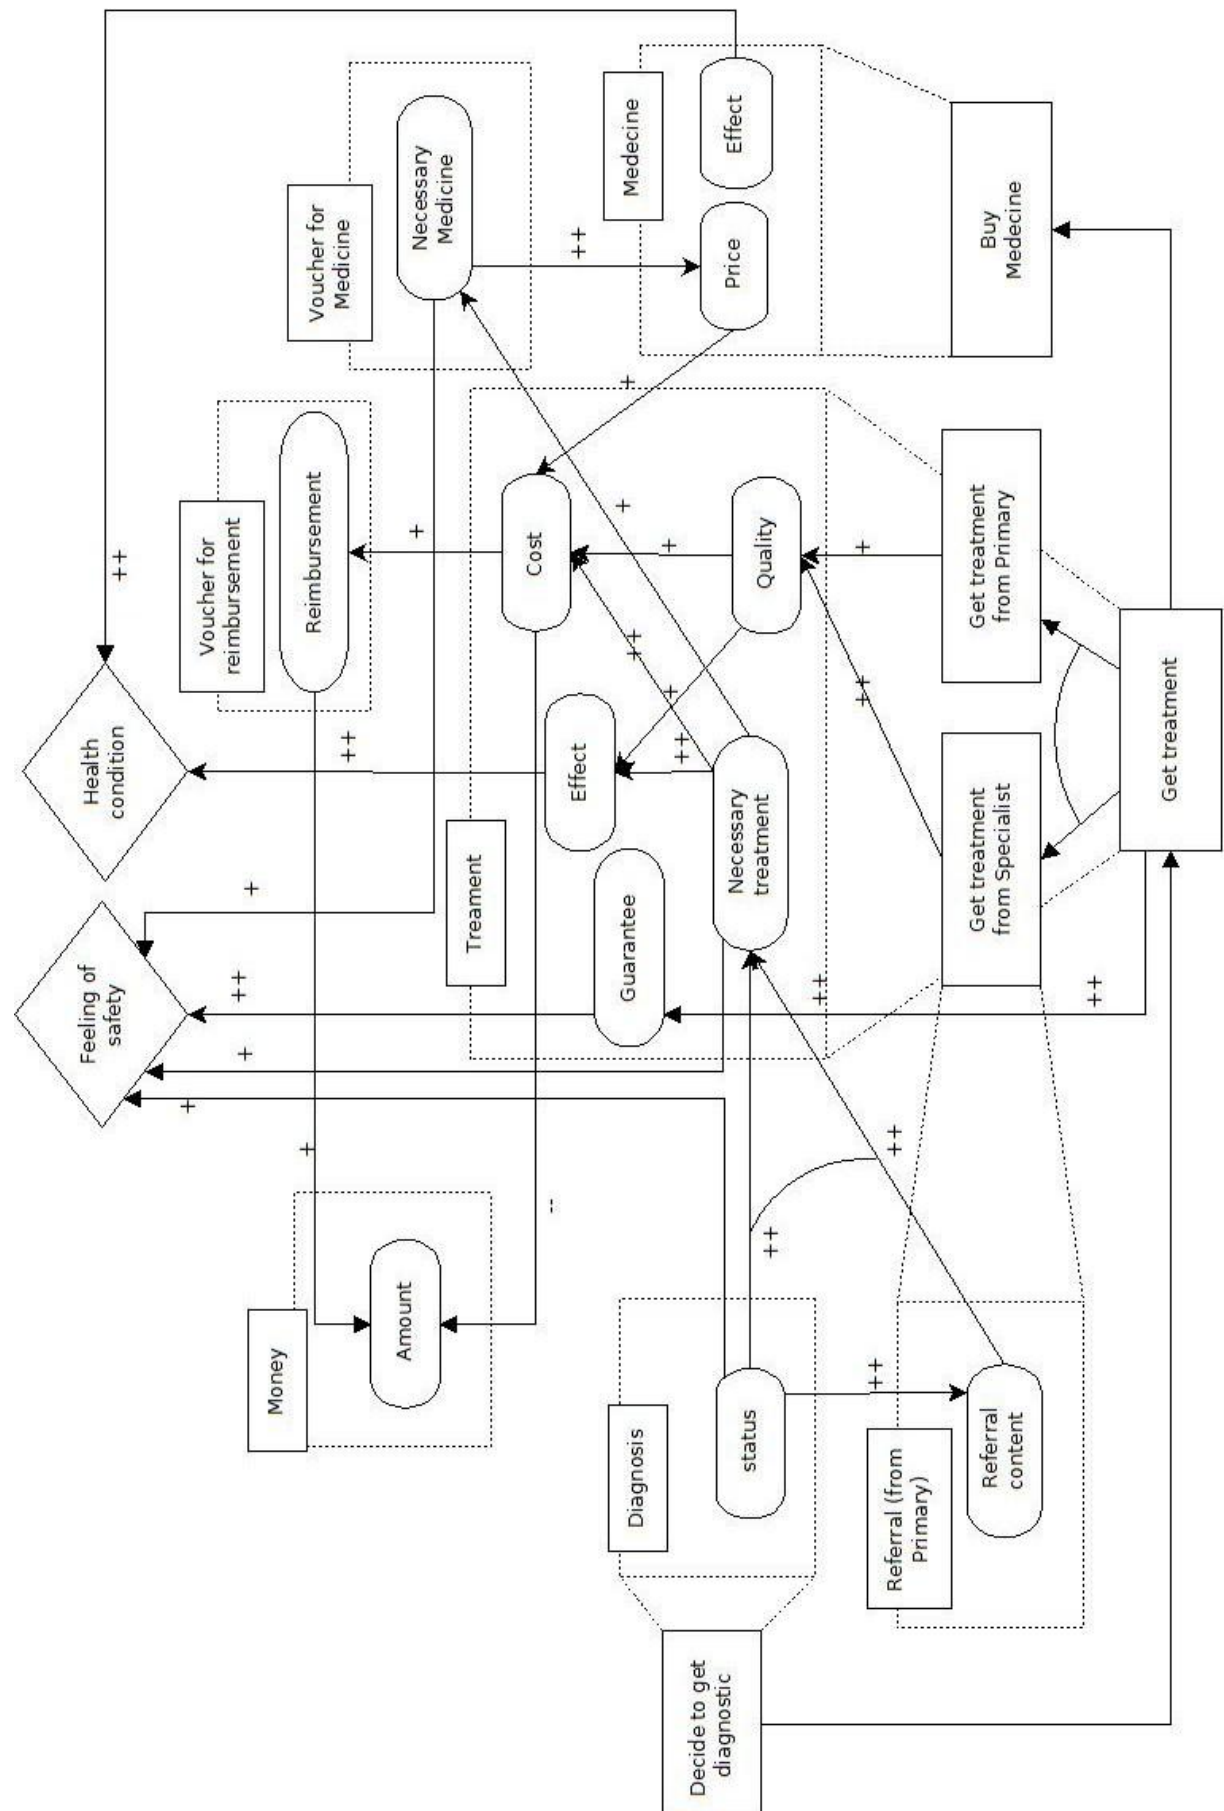 Feeling of
safety
Health
condition
++
+
Voucher for
reimbursement
+
++
+
Money
+
Reimbursement
Voucher for
Medicine
++
Amount
+
Necessary
Medicine
Treament
Cost
--
Effect
++
Guarantee
+
+
Medecine
++
Diagnosis
+
+
++
Decide to get
diagnostic
status
Necessary
treatment
Price
Effect
Quality
++
++
++
+
++
++
Referral (from
Primary)
Referral
content
Get treatment
from Specialist
Get treatment
from Primary
Buy
Medecine
++
Get treatment